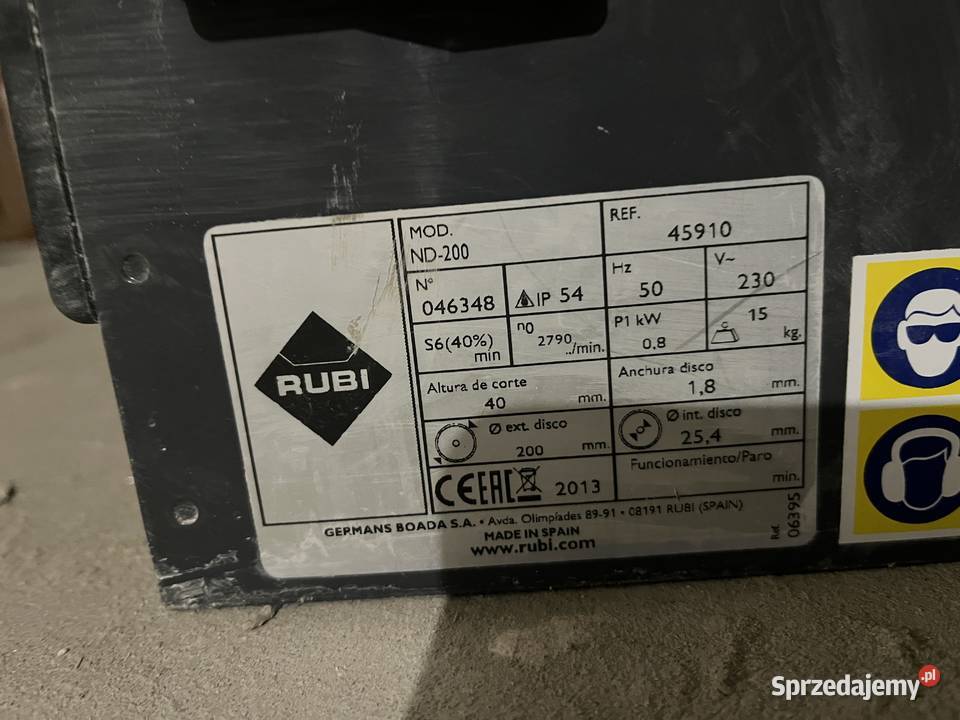 RUBI
MOD.
ND-200
REF.
45910
Nº
046348
IP 54
Hz
50
V~
230
S6(40%)
min
n0
2790
../min.
P1 kW
0.8
15
kg.
Altura de corte
40 mm.
Anchura disco
1,8 mm.
Ø ext. disco
200 mm.
Ø int. disco
25,4 mm.
CE EAC 2013
Funcionamiento/Paro
min.
GERMANS BOADA S.A. • Avda. Olimpíades 89-91 • 08191 RUBI (SPAIN)
MADE IN SPAIN
www.rubi.com
Ref.
06395
Sprzedajemy.pl